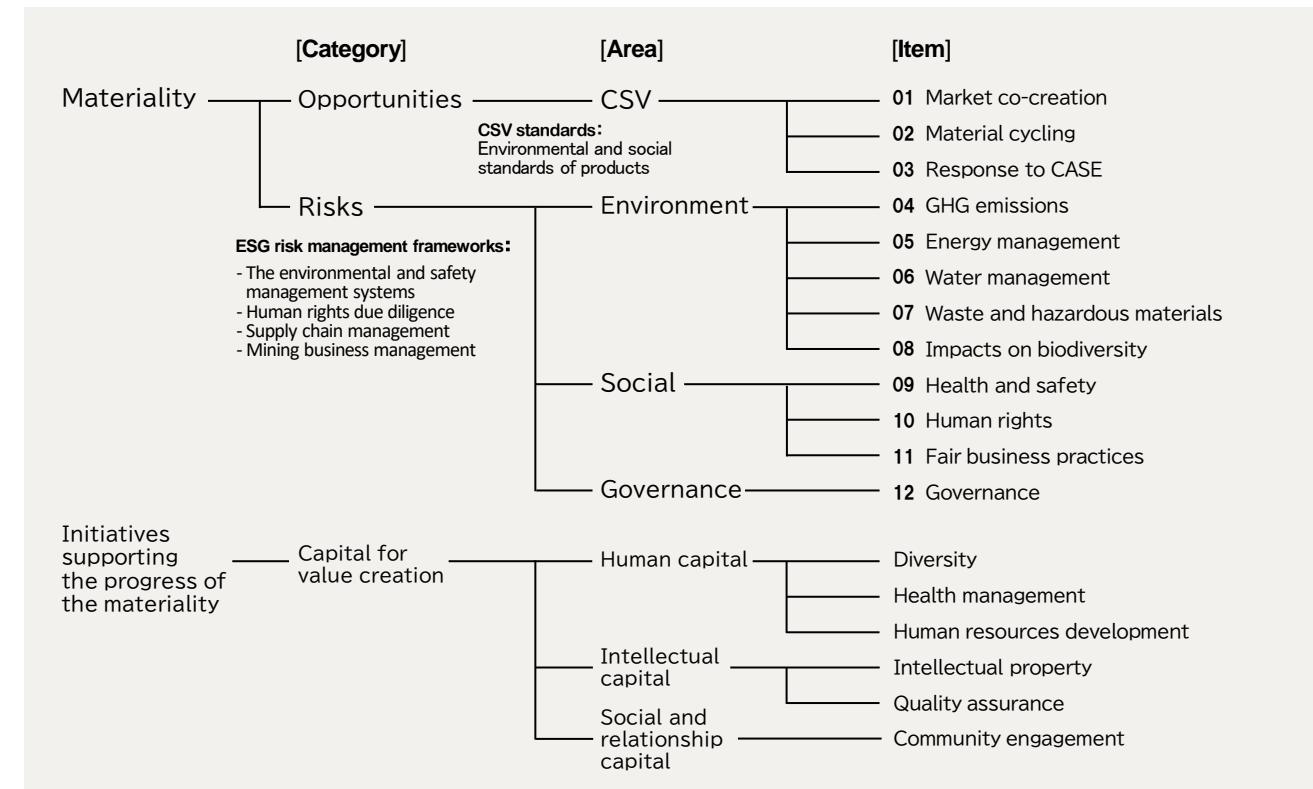 [Category] [Area] [Item]
Materiality Opportunities CSV 01 Market co-creation
CSV standards:
Environmental and social
standards of products
02 Material cycling
03 Response to CASE
Risks Environment 04 GHG emissions
ESG risk management frameworks:
- The environmental and safety
management systems
- Human rights due diligence
- Supply chain management
- Mining business management
05 Energy management
06 Water management
07 Waste and hazardous materials
08 Impacts on biodiversity
Social 09 Health and safety
10 Human rights
11 Fair business practices
Governance 12 Governance
Initiatives
supporting
the progress of
the materiality
Capital for
value creation
Human capital Diversity
Health management
Human resources development
Intellectual
capital
Intellectual property
Quality assurance
Social and
relationship
capital
Community engagement